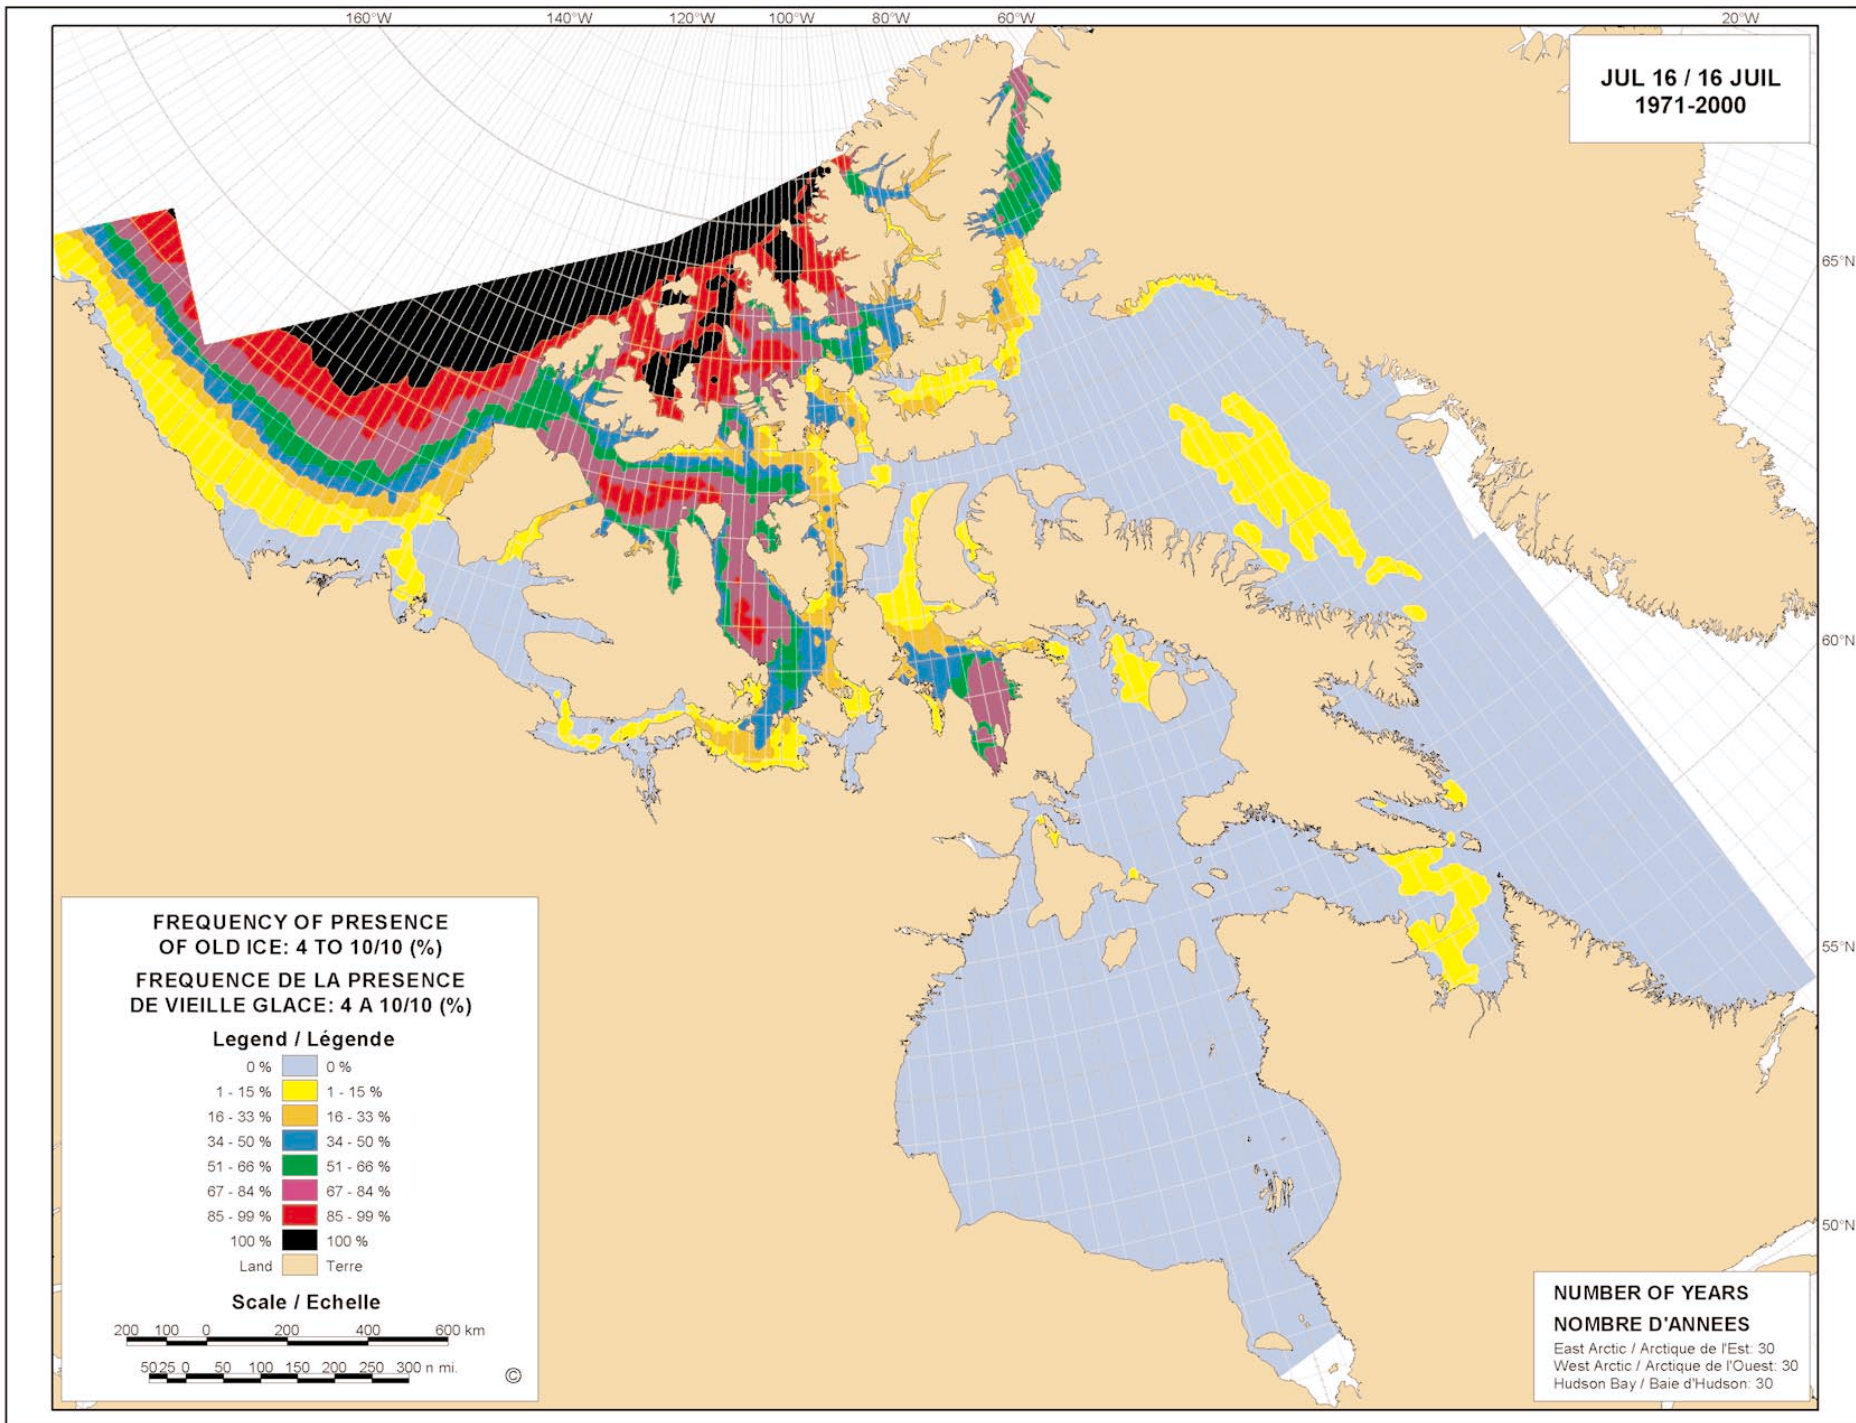 160°W 140°W 120°W 100°W 80°W 60°W 20°W
JUL 16 / 16 JUIL
1971-2000
65°N
60°N
55°N
50°N
FREQUENCY OF PRESENCE
OF OLD ICE: 4 TO 10/10 (%)
FREQUENCE DE LA PRESENCE
DE VIEILLE GLACE: 4 A 10/10 (%)
Legend / Légende
0 % 0 %
1 - 15 % 1 - 15 %
16 - 33 % 16 - 33 %
34 - 50 % 34 - 50 %
51 - 66 % 51 - 66 %
67 - 84 % 67 - 84 %
85 - 99 % 85 - 99 %
100 % 100 %
Land Terre
Scale / Echelle
200 100 0 200 400 600 km
50 25 0 50 100 150 200 250 300 n mi.
©
NUMBER OF YEARS
NOMBRE D'ANNEES
East Arctic / Arctique de l'Est: 30
West Arctic / Arctique de l'Ouest: 30
Hudson Bay / Baie d'Hudson: 30